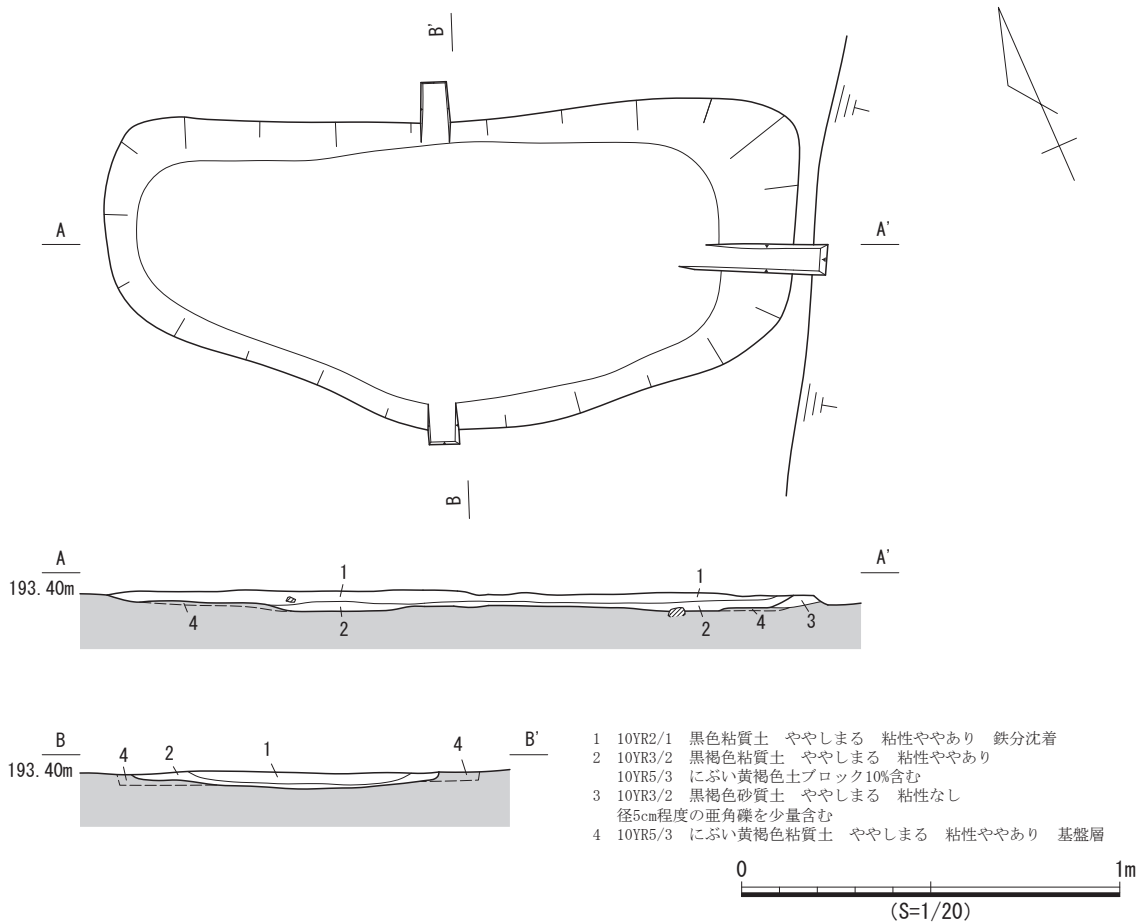 B'
A
A'
B
A
A'
193.40m
1
1
4
2
2
4
3
B
B'
193.40m
4
2
1
4
1 10YR2/1 黒色粘質土 ややしまる 粘性ややあり 鉄分沈着
2 10YR3/2 黒褐色粘質土 ややしまる 粘性ややあり
10YR5/3 にぶい黄褐色土ブロック10%含む
3 10YR3/2 黒褐色砂質土 ややしまる 粘性なし
径5cm程度の亜角礫を少量含む
4 10YR5/3 にぶい黄褐色粘質土 ややしまる 粘性ややあり 基盤層
0
1m
(S=1/20)